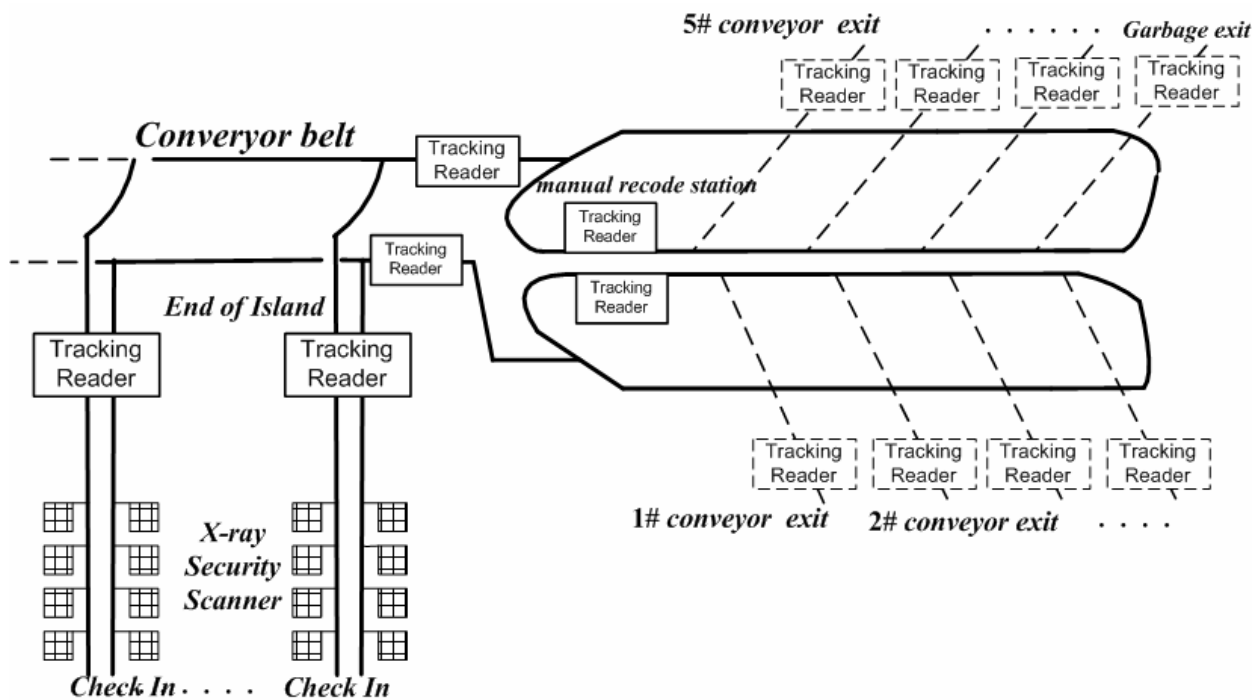 5# conveyor exit
. . . . . .
Garbage exit
Tracking
Reader
Tracking
Reader
Tracking
Reader
Tracking
Reader
Converyor belt
Tracking
Reader
manual recode station
Tracking
Reader
Tracking
Reader
Tracking
Reader
End of Island
Tracking
Reader
Tracking
Reader
Tracking
Reader
Tracking
Reader
Tracking
Reader
Tracking
Reader
1# conveyor exit
2# conveyor exit
. . . .
X-ray
Security
Scanner
Check In . . . . .
Check In